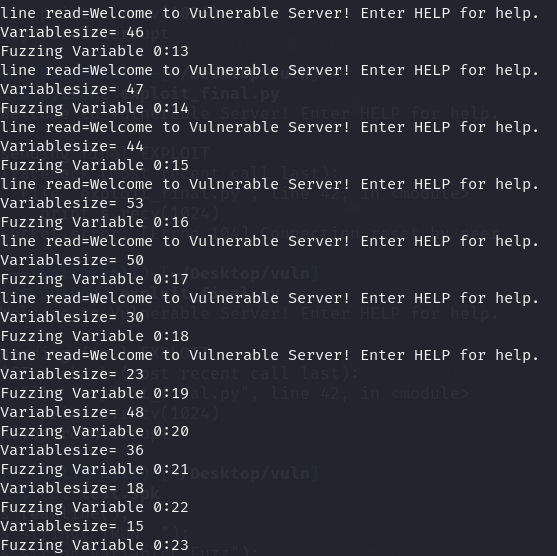 line read=Welcome to Vulnerable Server! Enter HELP for help.
Variablesize= 46
Fuzzing Variable 0:13
line read=Welcome to Vulnerable Server! Enter HELP for help.
Variablesize= 47
Fuzzing Variable 0:14
line read=Welcome to Vulnerable Server! Enter HELP for help.
Variablesize= 44
Fuzzing Variable 0:15
line read=Welcome to Vulnerable Server! Enter HELP for help.
Variablesize= 53
Fuzzing Variable 0:16
line read=Welcome to Vulnerable Server! Enter HELP for help.
Variablesize= 50
Fuzzing Variable 0:17
line read=Welcome to Vulnerable Server! Enter HELP for help.
Variablesize= 30
Fuzzing Variable 0:18
line read=Welcome to Vulnerable Server! Enter HELP for help.
Variablesize= 23
Fuzzing Variable 0:19
Variablesize= 48
Fuzzing Variable 0:20
Variablesize= 36
Fuzzing Variable 0:21
Variablesize= 18
Fuzzing Variable 0:22
Variablesize= 15
Fuzzing Variable 0:23